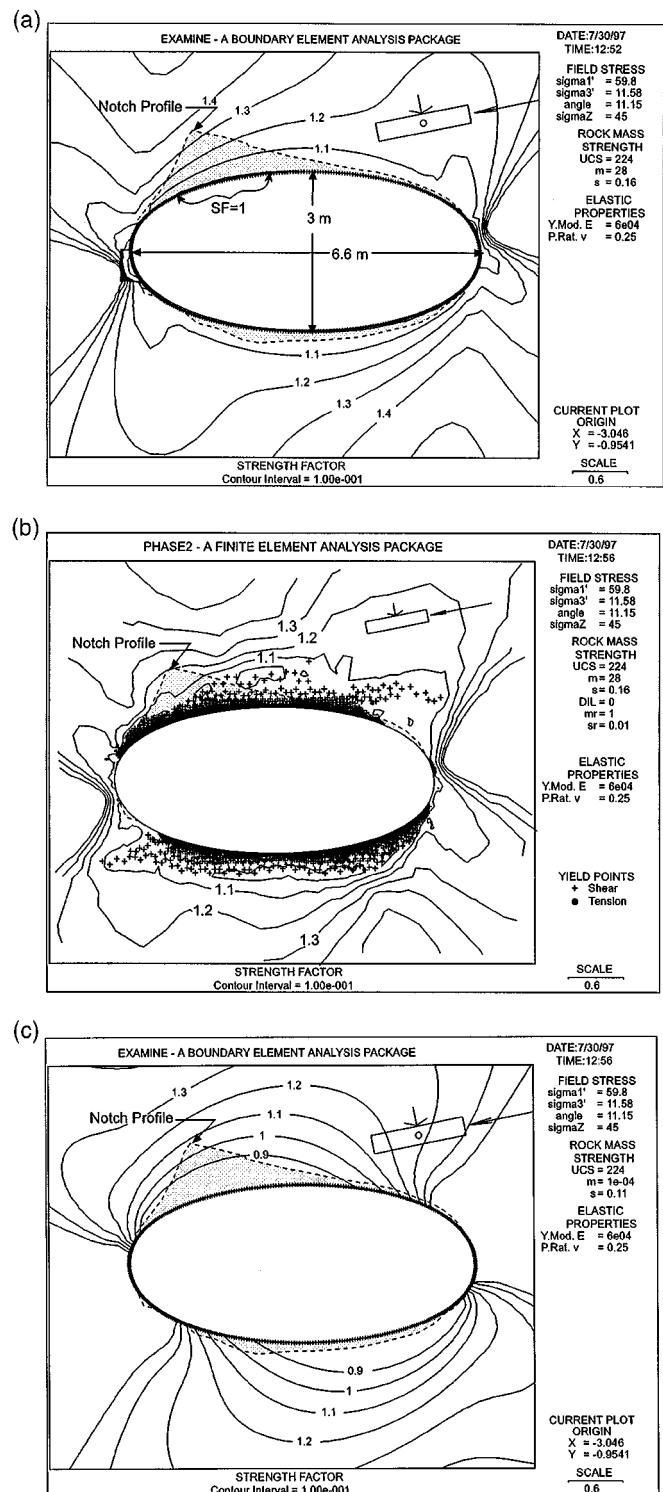 (a)
EXAMINE - A BOUNDARY ELEMENT ANALYSIS PACKAGE
DATE:7/30/97
TIME:12:52
FIELD STRESS
sigma1' = 59.8
sigma3' = 11.58
angle = 11.15
sigmaZ = 45
ROCK MASS
STRENGTH
UCS = 224
m = 28
s = 0.16
ELASTIC
PROPERTIES
Y.Mod. E = 6e04
P.Rat. v = 0.25
CURRENT PLOT
ORIGIN
X = -3.046
Y = -0.9541
SCALE
0.6
Notch Profile
1.4
1.3
1.2
1.1
SF=1
3 m
6.6 m
1.1
1.2
1.3
1.4
STRENGTH FACTOR
Contour Interval = 1.00e-001
(b)
PHASE2 - A FINITE ELEMENT ANALYSIS PACKAGE
DATE:7/30/97
TIME:12:56
FIELD STRESS
sigma1' = 59.8
sigma3' = 11.58
angle = 11.15
sigmaZ = 45
ROCK MASS
STRENGTH
UCS = 224
m = 28
s = 0.16
DIL = 0
mr = 1
sr = 0.01
ELASTIC
PROPERTIES
Y.Mod. E = 6e04
P.Rat. v = 0.25
YIELD POINTS
+ Shear
● Tension
SCALE
0.6
Notch Profile
1.3
1.2
1.1
1.1
1.2
1.3
STRENGTH FACTOR
Contour Interval = 1.00e-001
(c)
EXAMINE - A BOUNDARY ELEMENT ANALYSIS PACKAGE
DATE:7/30/97
TIME:12:56
FIELD STRESS
sigma1' = 59.8
sigma3' = 11.58
angle = 11.15
sigmaZ = 45
ROCK MASS
STRENGTH
UCS = 224
m = 1e-04
s = 0.11
ELASTIC
PROPERTIES
Y.Mod. E = 6e04
P.Rat. v = 0.25
CURRENT PLOT
ORIGIN
X = -3.046
Y = -0.9541
SCALE
0.6
1.3
1.2
Notch Profile
1.1
1
0.9
0.9
1
1.1
1.2
STRENGTH FACTOR
Contour Interval = 1.00e-001